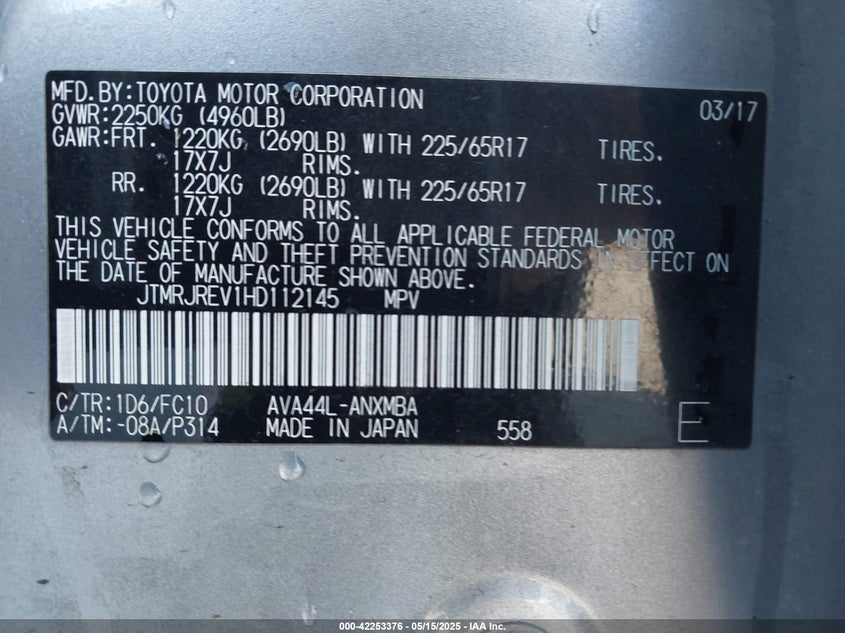 MFD.BY:TOYOTA MOTOR CORPORATION 03/17
GVWR:2250KG (4960LB)
GAWR:FRT. 1220KG (2690LB) WITH 225/65R17 TIRES.
17X7J RIMS.
RR. 1220KG (2690LB) WITH 225/65R17 TIRES.
17X7J RIMS.
THIS VEHICLE CONFORMS TO ALL APPLICABLE FEDERAL MOTOR
VEHICLE SAFETY AND THEFT PREVENTION STANDARDS IN EFFECT ON
THE DATE OF MANUFACTURE SHOWN ABOVE.
JTMRJREV1HD112145 MPV
C/TR:1D6/FC10 AVA44L-ANXMBA
A/TM:-08A/P314 MADE IN JAPAN 558 E
000-42253376 - 05/15/2025 - IAA Inc.